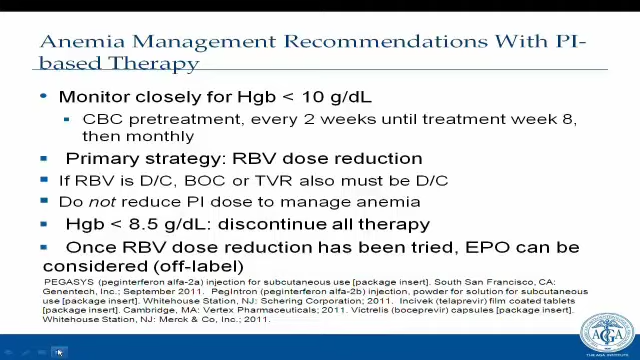 Anemia Management Recommendations With PI-
based Therapy
Monitor closely for Hgb < 10 g/dL
CBC pretreatment, every 2 weeks until treatment week 8,
then monthly
Primary strategy: RBV dose reduction
If RBV is D/C, BOC or TVR also must be D/C
Do not reduce PI dose to manage anemia
Hgb < 8.5 g/dL: discontinue all therapy
Once RBV dose reduction has been tried, EPO can be
considered (off-label)
PEGASYS (peginterferon alfa-2a) injection for subcutaneous use [package insert]. South San Francisco, CA:
Genentech, Inc.; September 2011. PegIntron (peginterferon alfa-2b) injection, powder for solution for subcutaneous
use [package insert]. Whitehouse Station, NJ: Schering Corporation; 2011. Incivek (telaprevir) film coated tablets
[package insert]. Cambridge, MA: Vertex Pharmaceuticals; 2011. Victrelis (boceprevir) capsules [package insert].
Whitehouse Station, NJ: Merck & Co, Inc.; 2011.
AGA
THE AGA INSTITUTE